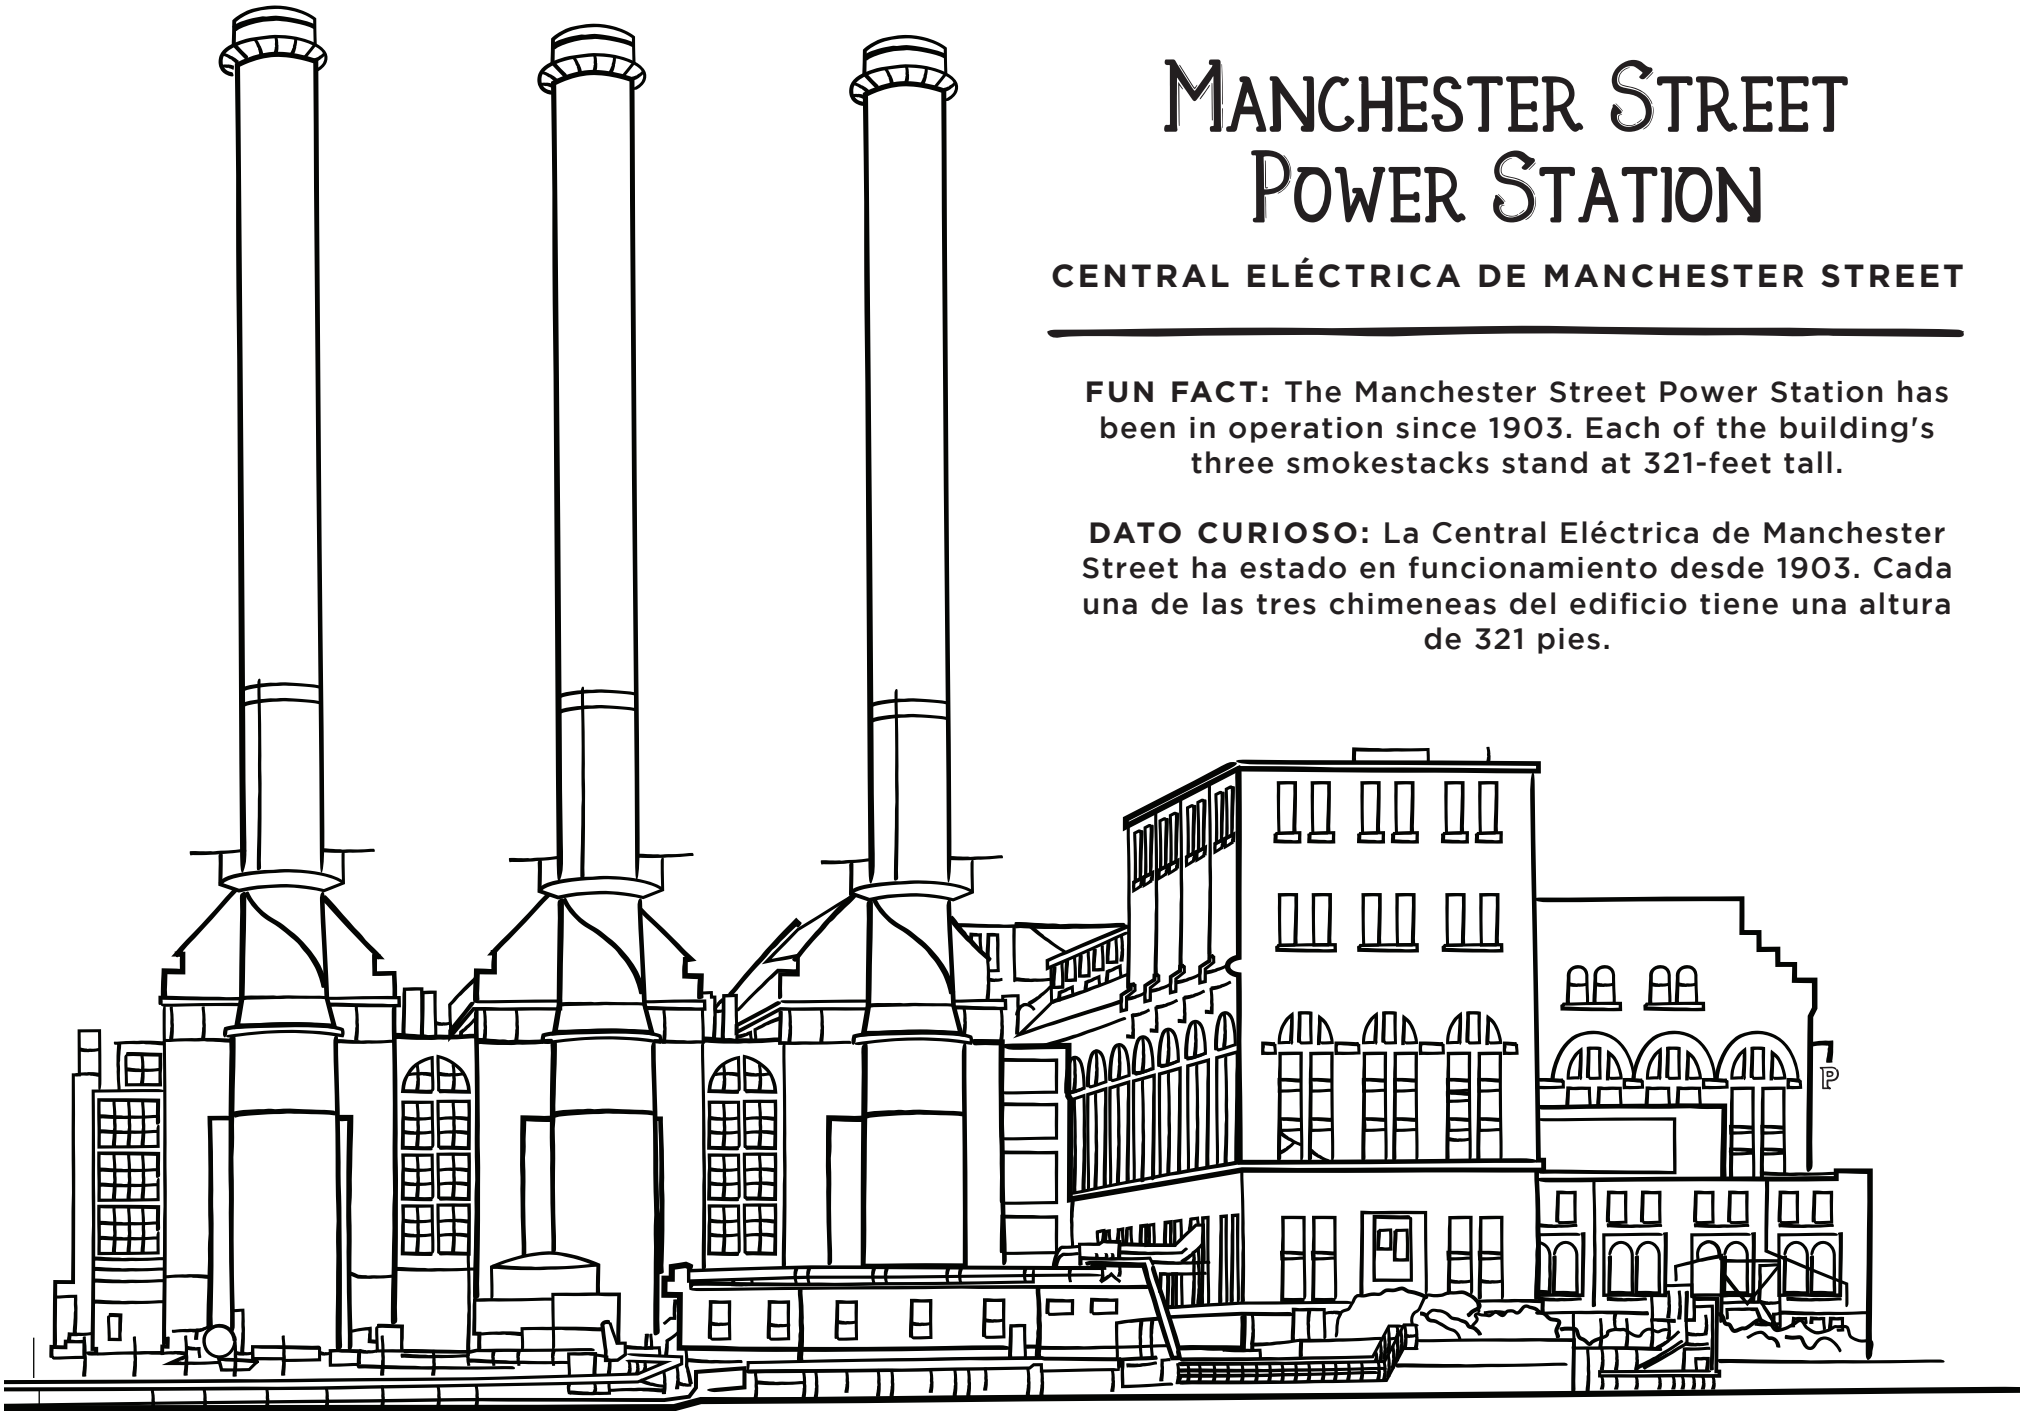 MANCHESTER STREET
POWER STATION
CENTRAL ELÉCTRICA DE MANCHESTER STREET
FUN FACT: The Manchester Street Power Station has
been in operation since 1903. Each of the building's
three smokestacks stand at 321-feet tall.
DATO CURIOSO: La Central Eléctrica de Manchester
Street ha estado en funcionamiento desde 1903. Cada
una de las tres chimeneas del edificio tiene una altura
de 321 pies.
P